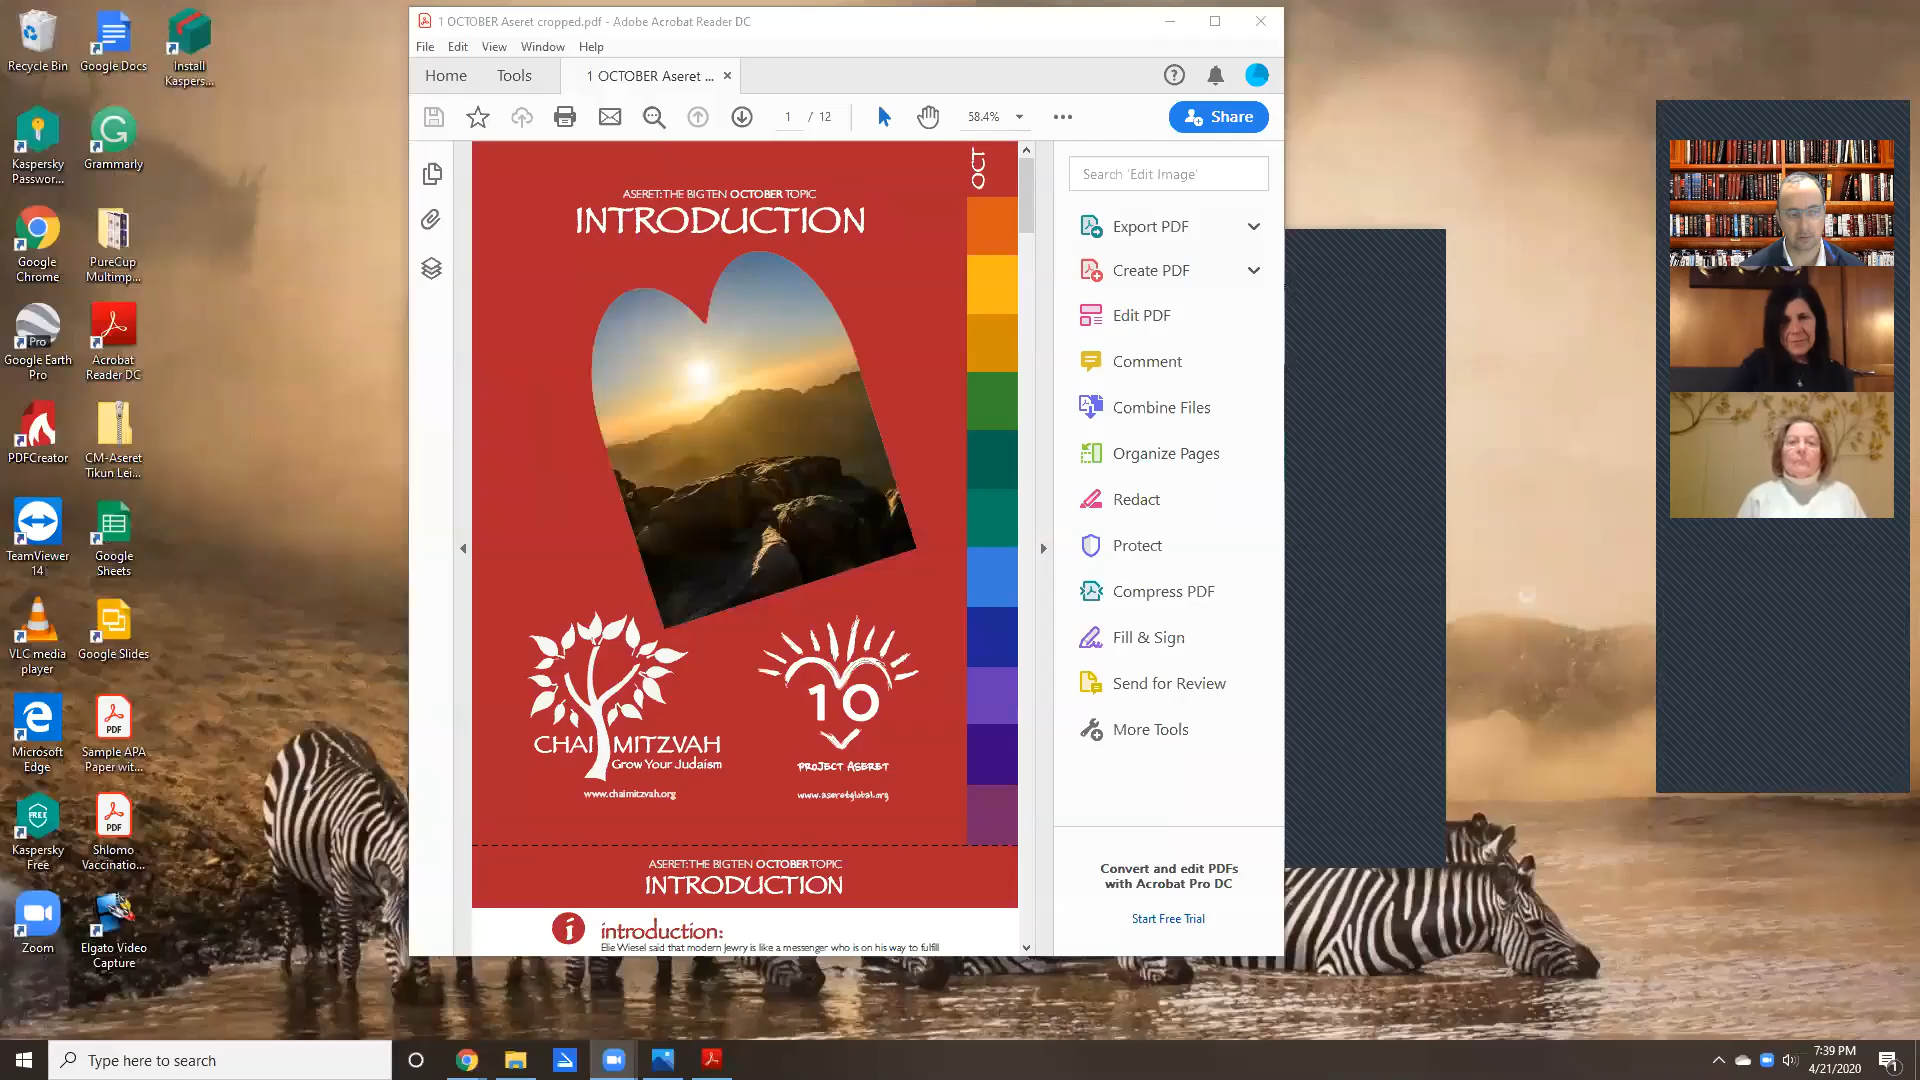 Recycle Bin
Google Docs
Install
Kaspers...
Kaspersky
Passwor...
Grammarly
Google
Chrome
PureCup
Multimp...
Pro
Google Earth
Pro
Acrobat
Reader DC
PDFCreator
CM-Aseret
Tikun Lei...
TeamViewer
14
Google
Sheets
VLC media
player
Google Slides
Microsoft
Edge
PDF
Sample APA
Paper wit...
FREE
Kaspersky
Free
PDF
Shlomo
Vaccinatio...
Zoom
Elgato Video
Capture
1 OCTOBER Aseret cropped.pdf - Adobe Acrobat Reader DC
File Edit View Window Help
Home Tools 1 OCTOBER Aseret ... ×
1 / 12 58.4% Share
OCT
ASERET: THE BIG TEN OCTOBER TOPIC
INTRODUCTION
CHAI MITZVAH
Grow Your Judaism
www.chaimitzvah.org
10
PROJECT ASERET
www.aseretglobal.org
ASERET: THE BIG TEN OCTOBER TOPIC
INTRODUCTION
i introduction:
Elie Wiesel said that modern Jewry is like a messenger who is on his way to fulfill
Search 'Edit Image'
Export PDF
Create PDF
Edit PDF
Comment
Combine Files
Organize Pages
Redact
Protect
Compress PDF
Fill & Sign
Send for Review
More Tools
Convert and edit PDFs
with Acrobat Pro DC
Start Free Trial
Type here to search
7:39 PM
4/21/2020
1